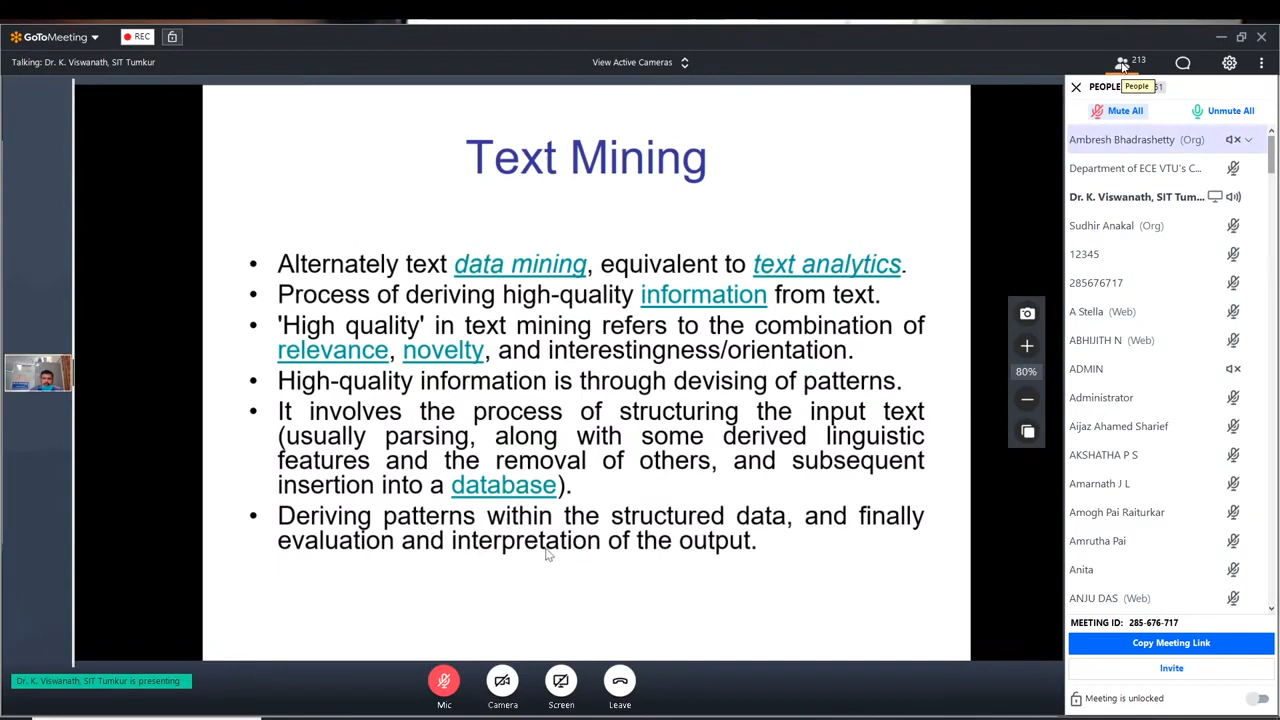 GoToMeeting
REC
Talking: Dr. K. Viswanath, SIT Tumkur
View Active Cameras
213
People
PEOPLE
Mute All
Unmute All
Text Mining
• Alternately text data mining, equivalent to text analytics.
• Process of deriving high-quality information from text.
• 'High quality' in text mining refers to the combination of
relevance, novelty, and interestingness/orientation.
• High-quality information is through devising of patterns.
• It involves the process of structuring the input text
(usually parsing, along with some derived linguistic
features and the removal of others, and subsequent
insertion into a database).
• Deriving patterns within the structured data, and finally
evaluation and interpretation of the output.
80%
Ambresh Bhadrashetty (Org)
Department of ECE VTU's C...
Dr. K. Viswanath, SIT Tum...
Sudhir Anakal (Org)
12345
285676717
A Stella (Web)
ABHIJITH N (Web)
ADMIN
Administrator
Aijaz Ahamed Sharief
AKSHATHA P S
Amarnath J L
Amogh Pai Raiturkar
Amrutha Pai
Anita
ANJU DAS (Web)
MEETING ID: 285-676-717
Copy Meeting Link
Invite
Meeting is unlocked
Dr. K. Viswanath, SIT Tumkur is presenting
Mic
Camera
Screen
Leave